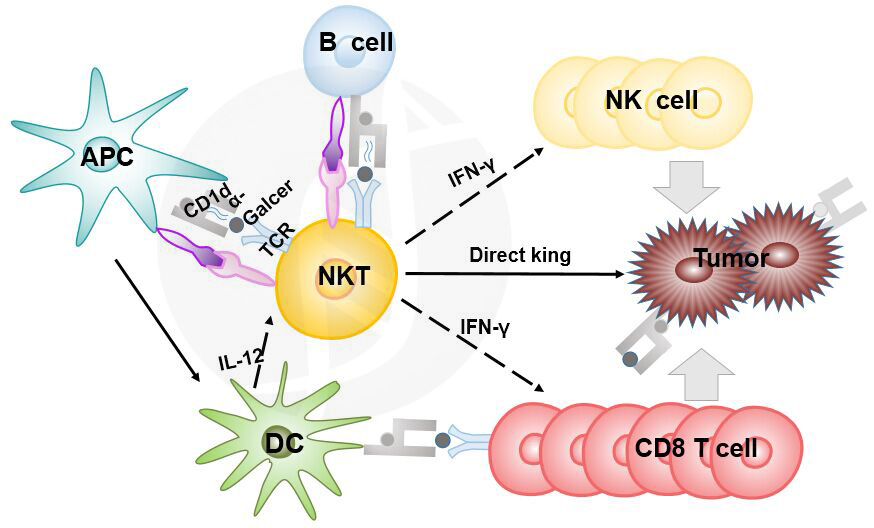 B cell
NK cell
APC
CD1d
α-
Galcer
TCR
IFN-γ
Tumor
NKT
Direct king
IFN-γ
IL-12
DC
CD8 T cell